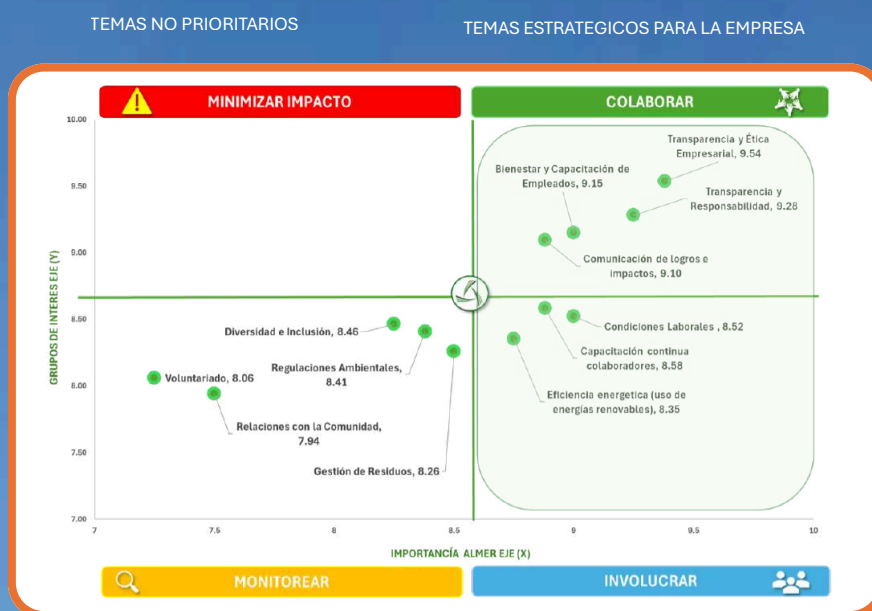 TEMAS NO PRIORITARIOS
TEMAS ESTRATEGICOS PARA LA EMPRESA
MINIMIZAR IMPACTO
COLABORAR
10.00
9.50
9.00
8.50
8.00
7.50
7.00
GRUPOS DE INTERES EJE (Y)
Transparencia y Ética
Empresarial, 9.54
Bienestar y Capacitación de
Empleados, 9.15
Transparencia y
Responsabilidad, 9.28
Comunicación de logros e
impactos, 9.10
Diversidad e Inclusión, 8.46
Condiciones Laborales , 8.52
Regulaciones Ambientales,
8.41
Capacitación continua
colaboradores, 8.58
Voluntariado, 8.06
Eficiencia energetica (uso de
energías renovables), 8.35
Relaciones con la Comunidad,
7.94
Gestión de Residuos, 8.26
7
7.5
8
8.5
9
9.5
10
IMPORTANCÍA ALMER EJE (X)
MONITOREAR
INVOLUCRAR